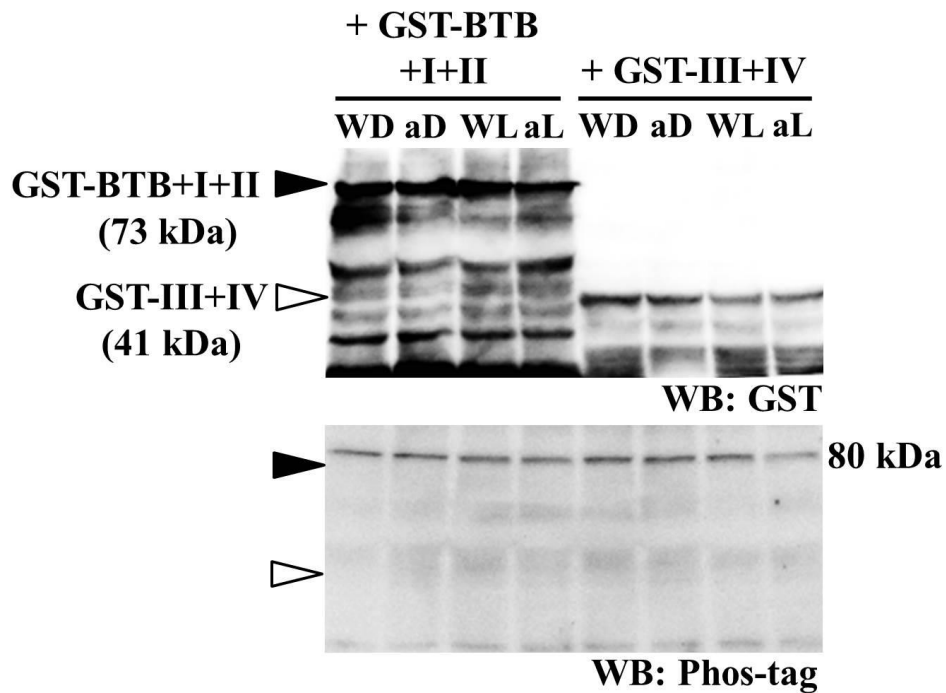 + GST-BTB
+I+II
+ GST-III+IV
WD aD WL aL WD aD WL aL
GST-BTB+I+II
(73 kDa)
GST-III+IV
(41 kDa)
WB: GST
80 kDa
WB: Phos-tag